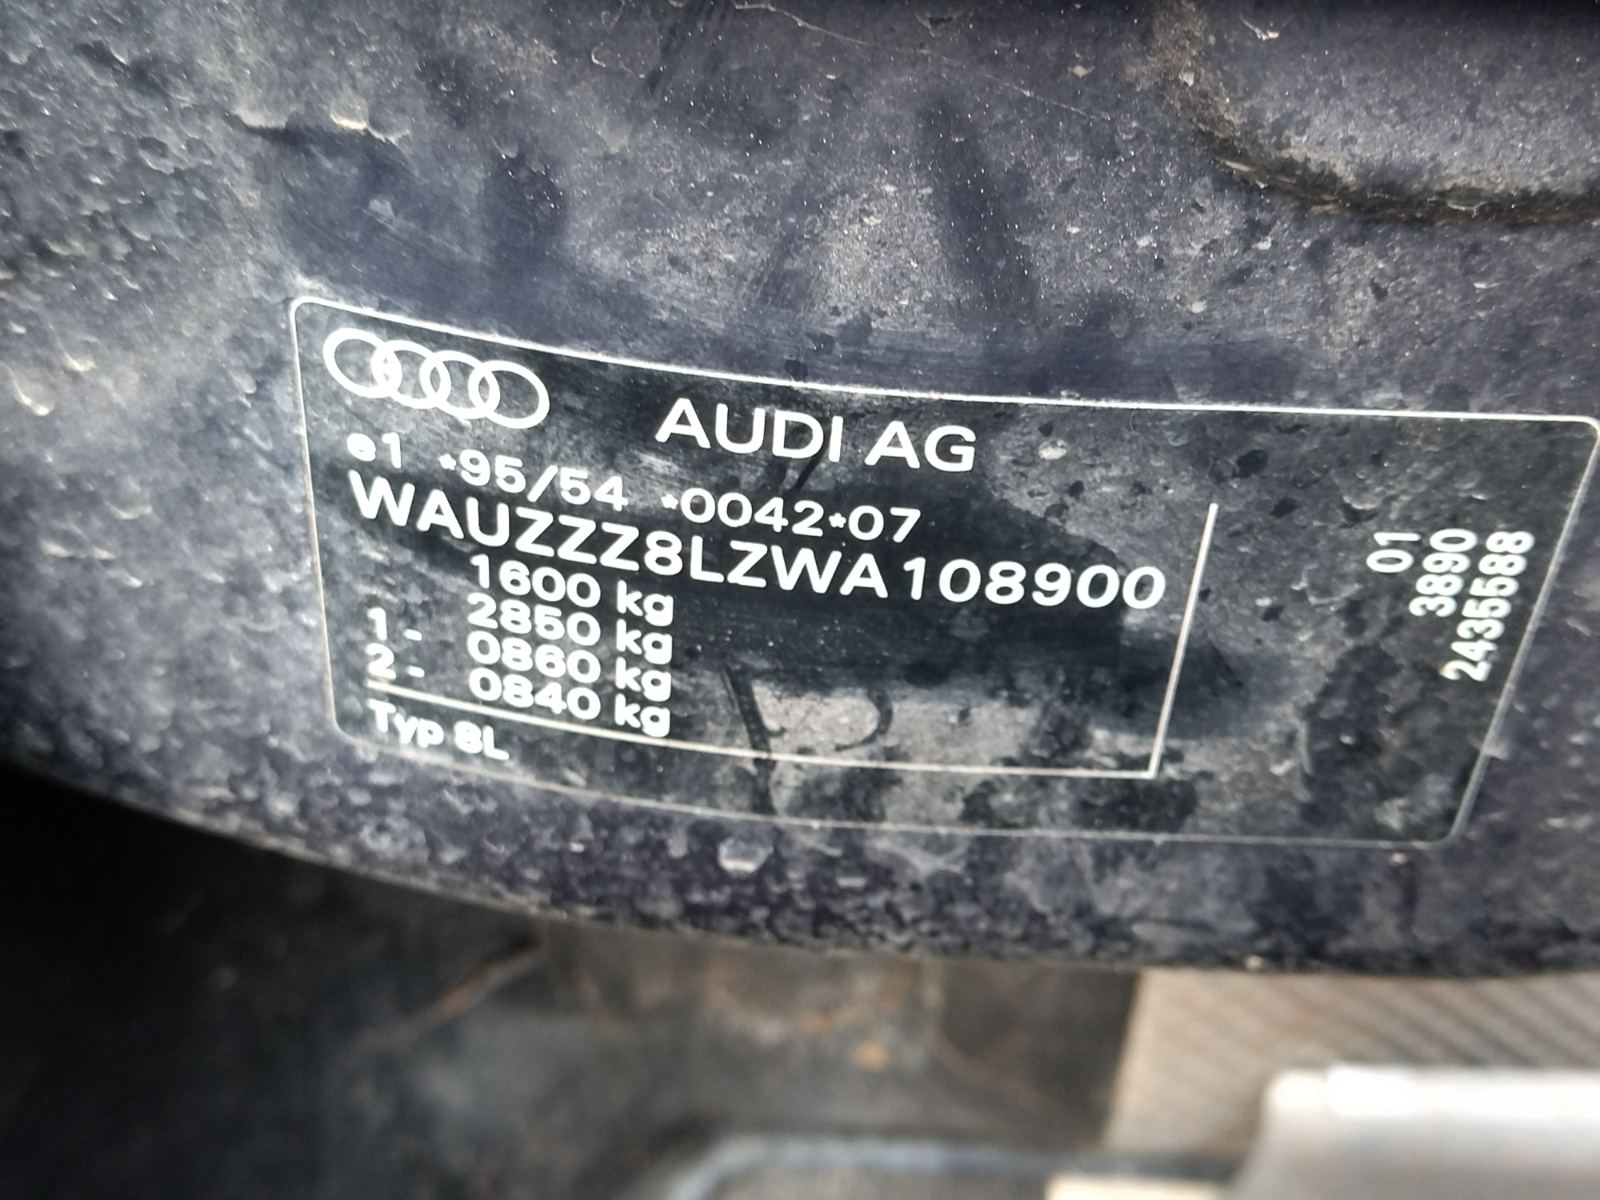 AUDI AG
e1 *95/54 *0042*07
WAUZZZ8LZWA108900
1600 kg
2850 kg
1- 0860 kg
2- 0840 kg
Typ 8L
01
3890
2435588